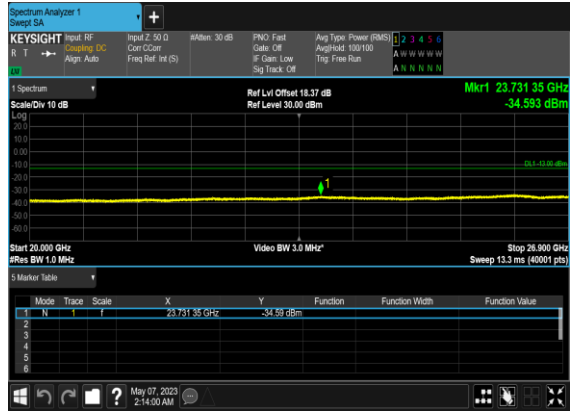 Spectrum Analyzer 1
Swept SA
KEYSIGHT Input: RF Input Z: 50 Ω #Atten: 30 dB PNO: Fast Avg Type: Power (RMS) 1 2 3 4 5 6
R T Coupling: DC Corr CCorr Gate: Off Avg|Hold: 100/100 A W W W W W
Align: Auto Freq Ref: Int (S) IF Gain: Low Trig: Free Run
Sig Track: Off A N N N N N
1 Spectrum Ref Lvl Offset 18.37 dB Mkr1 23.731 35 GHz
Scale/Div 10 dB Ref Level 30.00 dBm -34.593 dBm
Log
20.0
10.0
0.00
-10.0 DL1 -13.00 dBm
-20.0
-30.0 1
-40.0
-50.0
-60.0
Start 20.000 GHz Video BW 3.0 MHz* Stop 26.900 GHz
#Res BW 1.0 MHz Sweep 13.3 ms (40001 pts)
5 Marker Table
Mode Trace Scale X Y Function Function Width Function Value
1 N 1 f 23.731 35 GHz -34.59 dBm
2
3
4
5
6
? May 07, 2023
2:14:00 AM